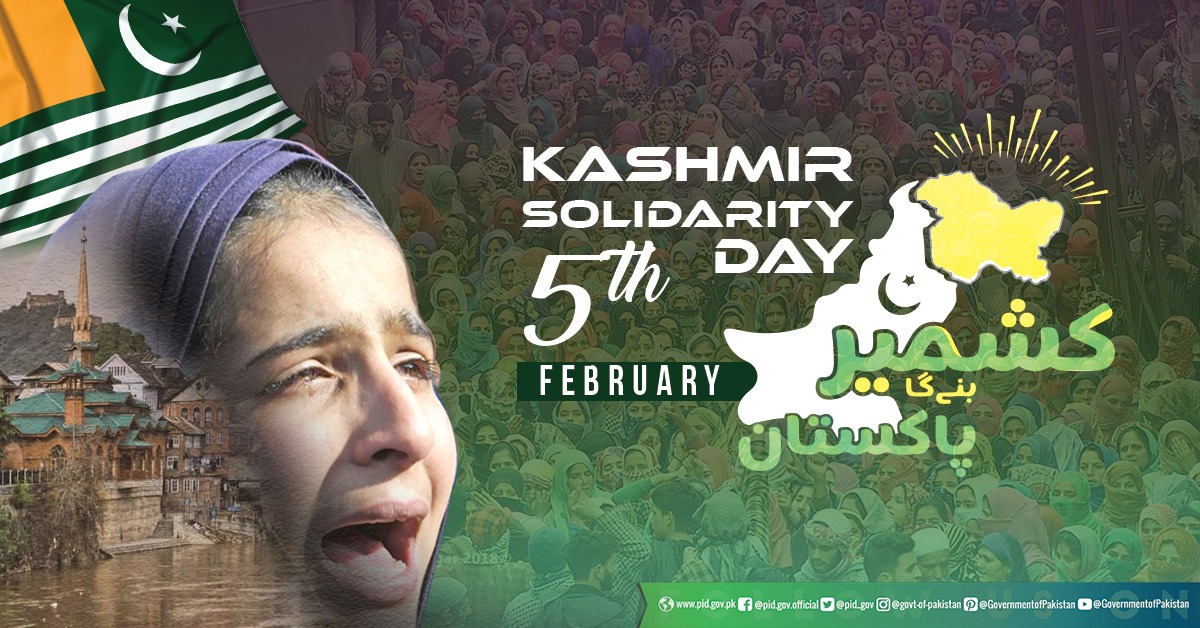 KASHMIR
SOLIDARITY
5th DAY
FEBRUARY
کشمیر
بنے گا
پاکستان
www.pid.gov.pk @pid.gov.official @pid_gov @govt-of-pakistan @GovernmentofPakistan @GovernmentofPakistan